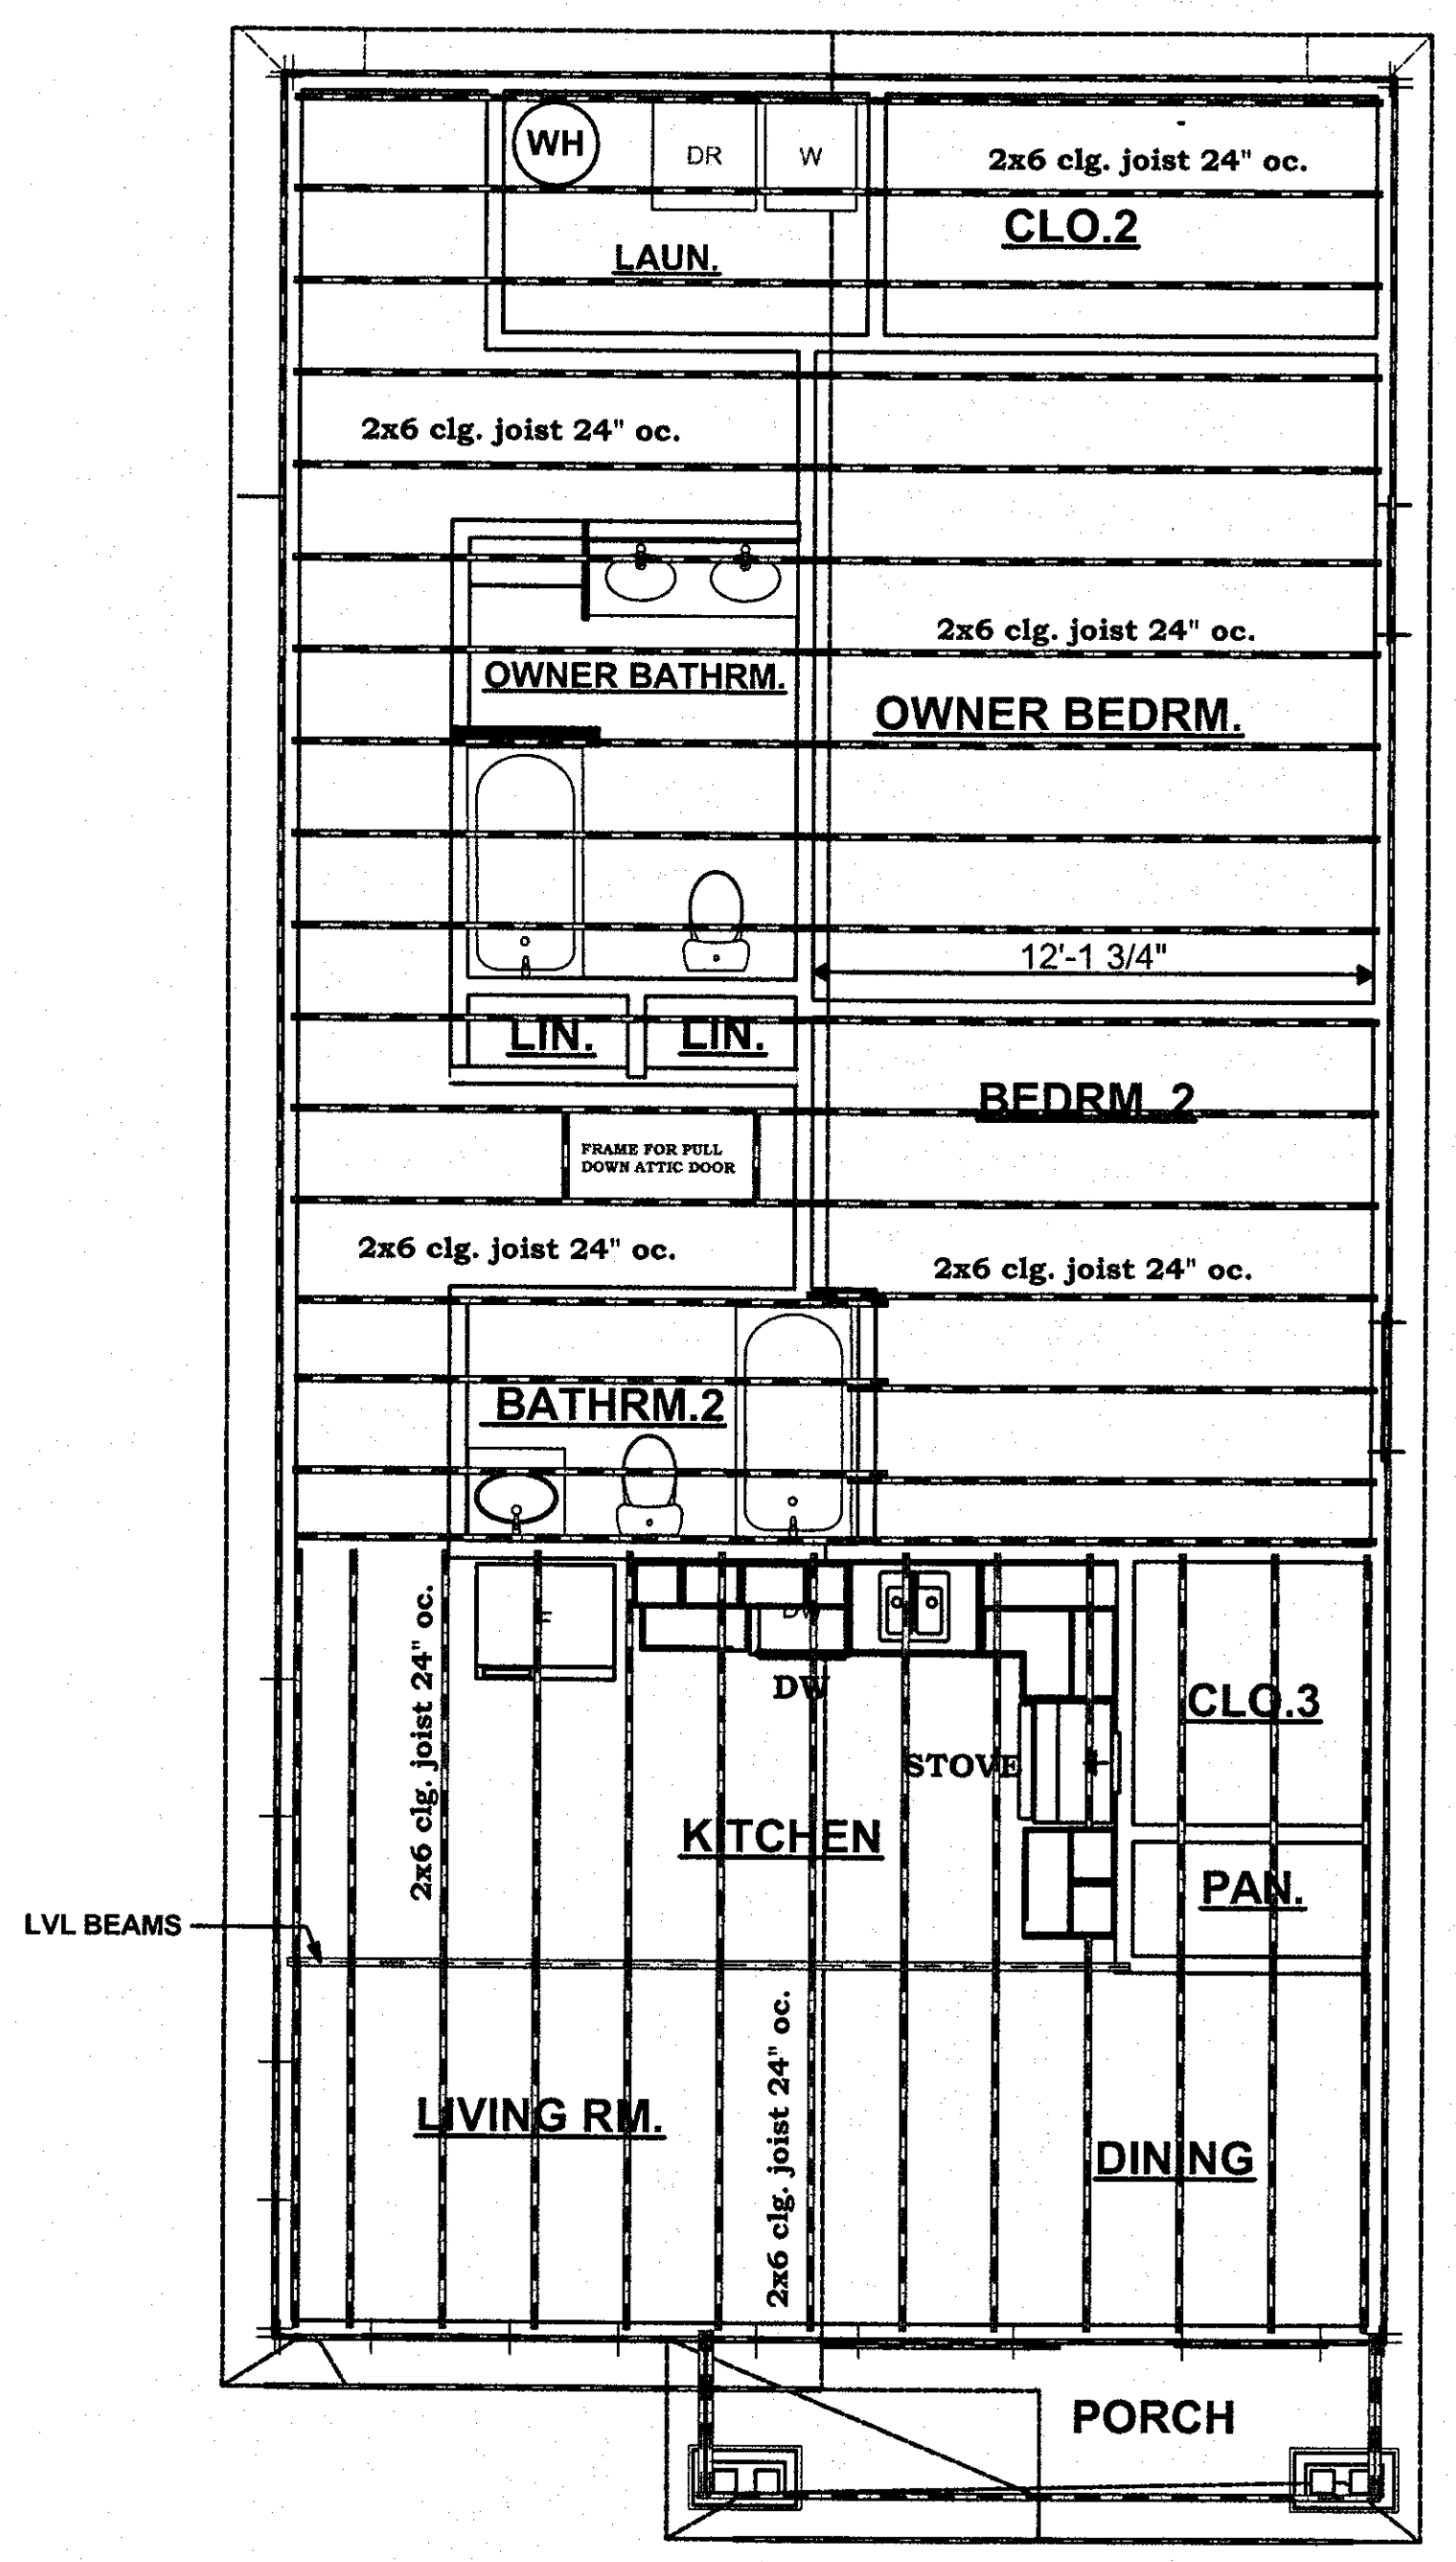 WH
DR
W
2x6 clg. joist 24" oc.
CLO.2
LAUN.
2x6 clg. joist 24" oc.
2x6 clg. joist 24" oc.
OWNER BATHRM.
OWNER BEDRM.
12'-1 3/4"
LIN.
LIN.
BEDRM. 2
FRAME FOR PULL
DOWN ATTIC DOOR
2x6 clg. joist 24" oc.
2x6 clg. joist 24" oc.
BATHRM.2
2x6 clg. joist 24" oc.
DW
DW
CLO.3
STOVE
KITCHEN
PAN.
LVL BEAMS
2x6 clg. joist 24" oc.
LIVING RM.
DINING
PORCH